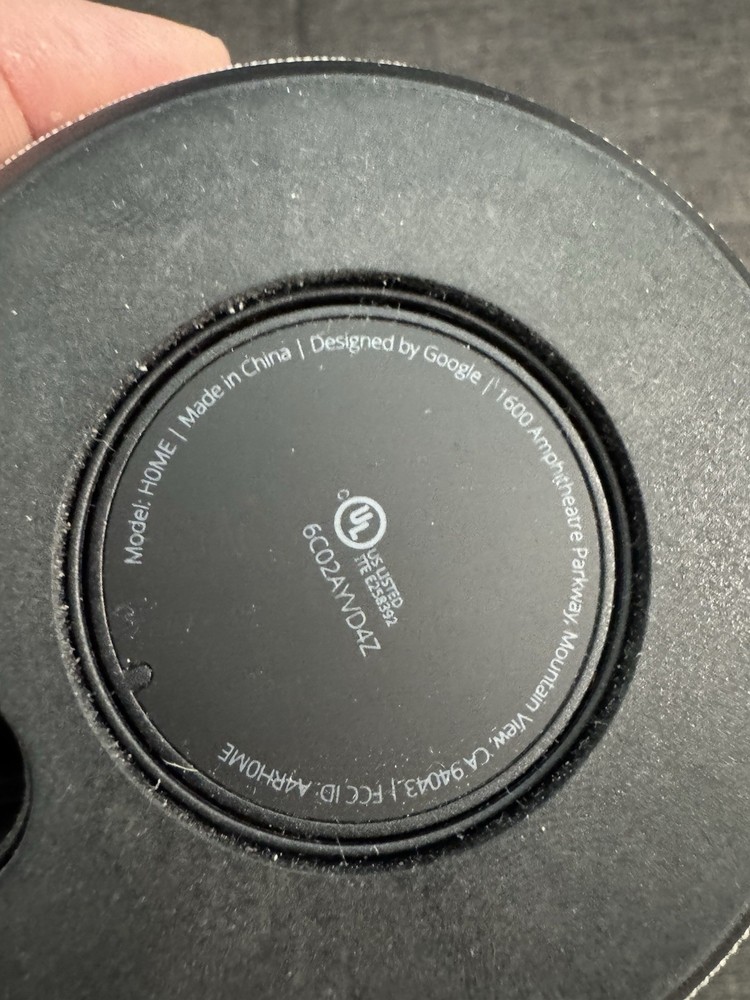 Model: H0ME | Made in China | Designed by Google | 1600 Amphitheatre Parkway, Mountain View, CA 94043 | FCC ID: A4RH0ME
c
UL
US LISTED
ITE E258392
6C02AYVD4Z